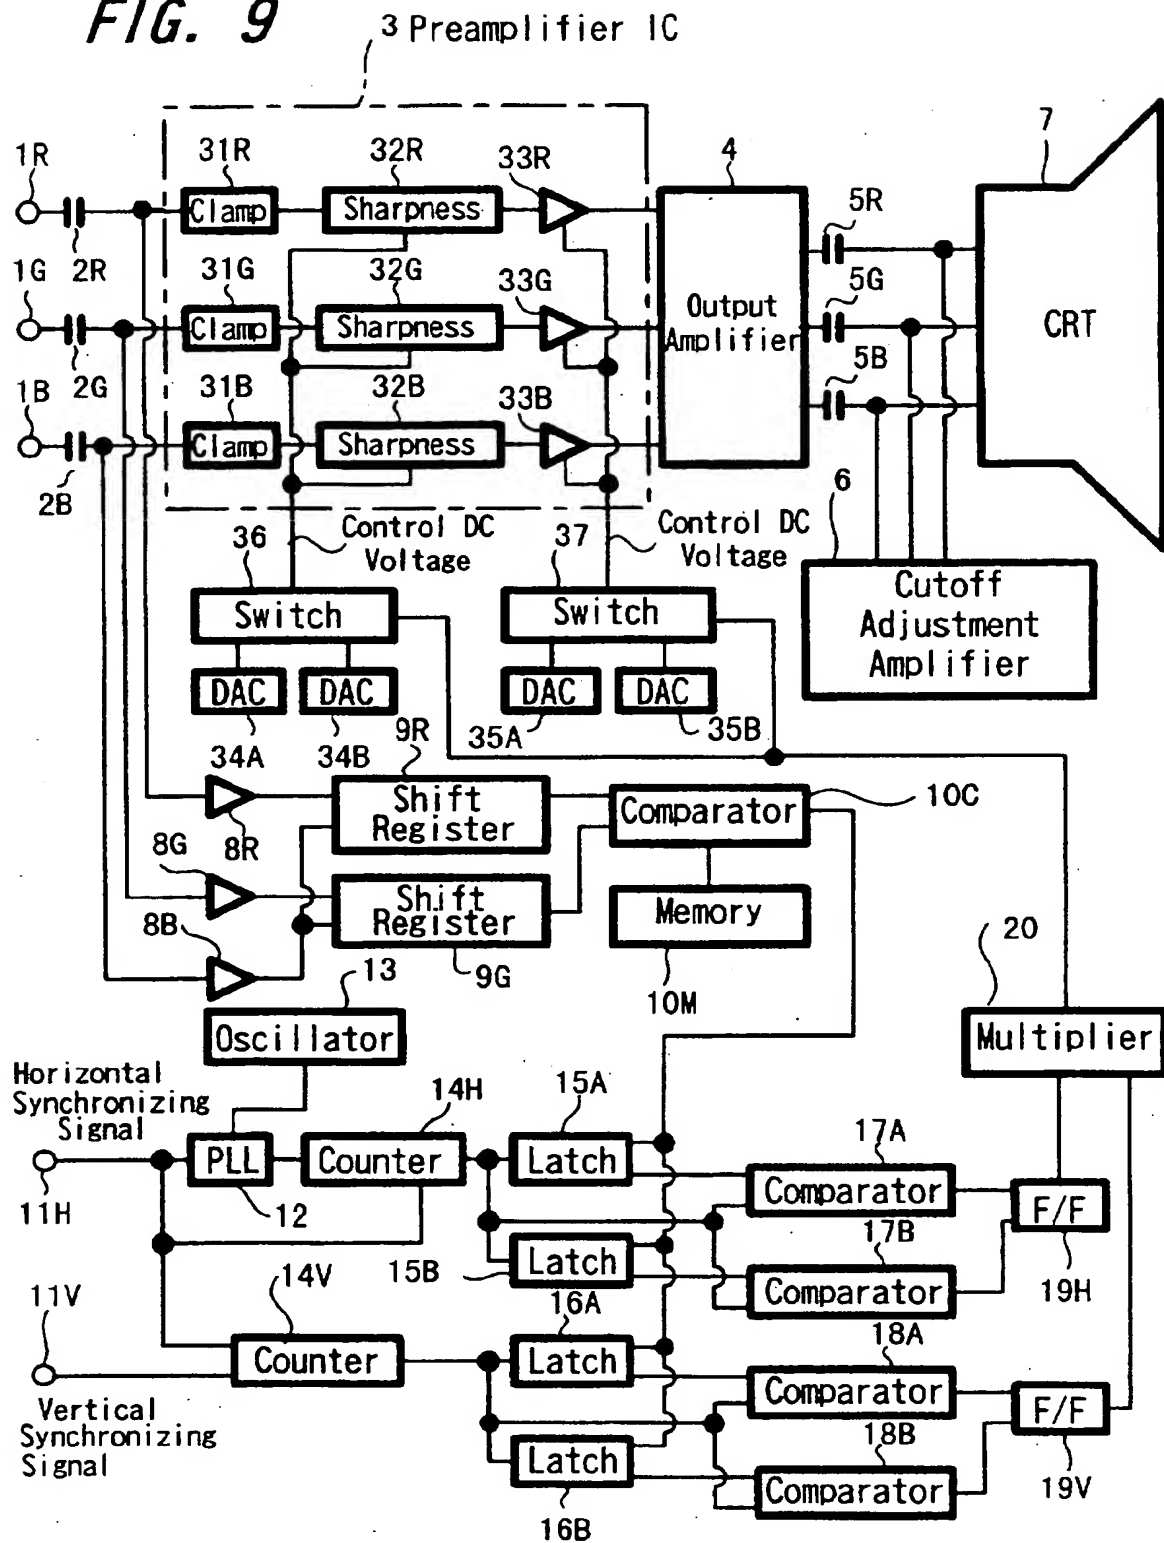 FIG. 9
3 Preamplifier IC
1R
31R
32R
33R
4
7
Clamp
Sharpness
5R
2R
1G
31G
32G
33G
5G
Clamp
Sharpness
Output
Amplifier
CRT
2G
1B
31B
32B
33B
5B
Clamp
Sharpness
2B
36
Control DC
Voltage
37
Control DC
Voltage
6
Switch
Switch
Cutoff
Adjustment
Amplifier
DAC
DAC
DAC
DAC
34A
34B
9R
35A
35B
Shift
Register
Comparator
10C
8R
8G
Shift
Register
Memory
8B
9G
10M
20
13
Oscillator
Multiplier
Horizontal
Synchronizing
Signal
14H
15A
17A
PLL
Counter
Latch
Comparator
F/F
11H
12
17B
15B
Latch
Comparator
19H
11V
14V
16A
18A
Counter
Latch
Comparator
F/F
Vertical
Synchronizing
Signal
18B
Latch
Comparator
19V
16B